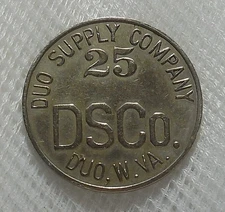 DUO SUPPLY COMPANY
25
DSCo.
DUO. W. VA.